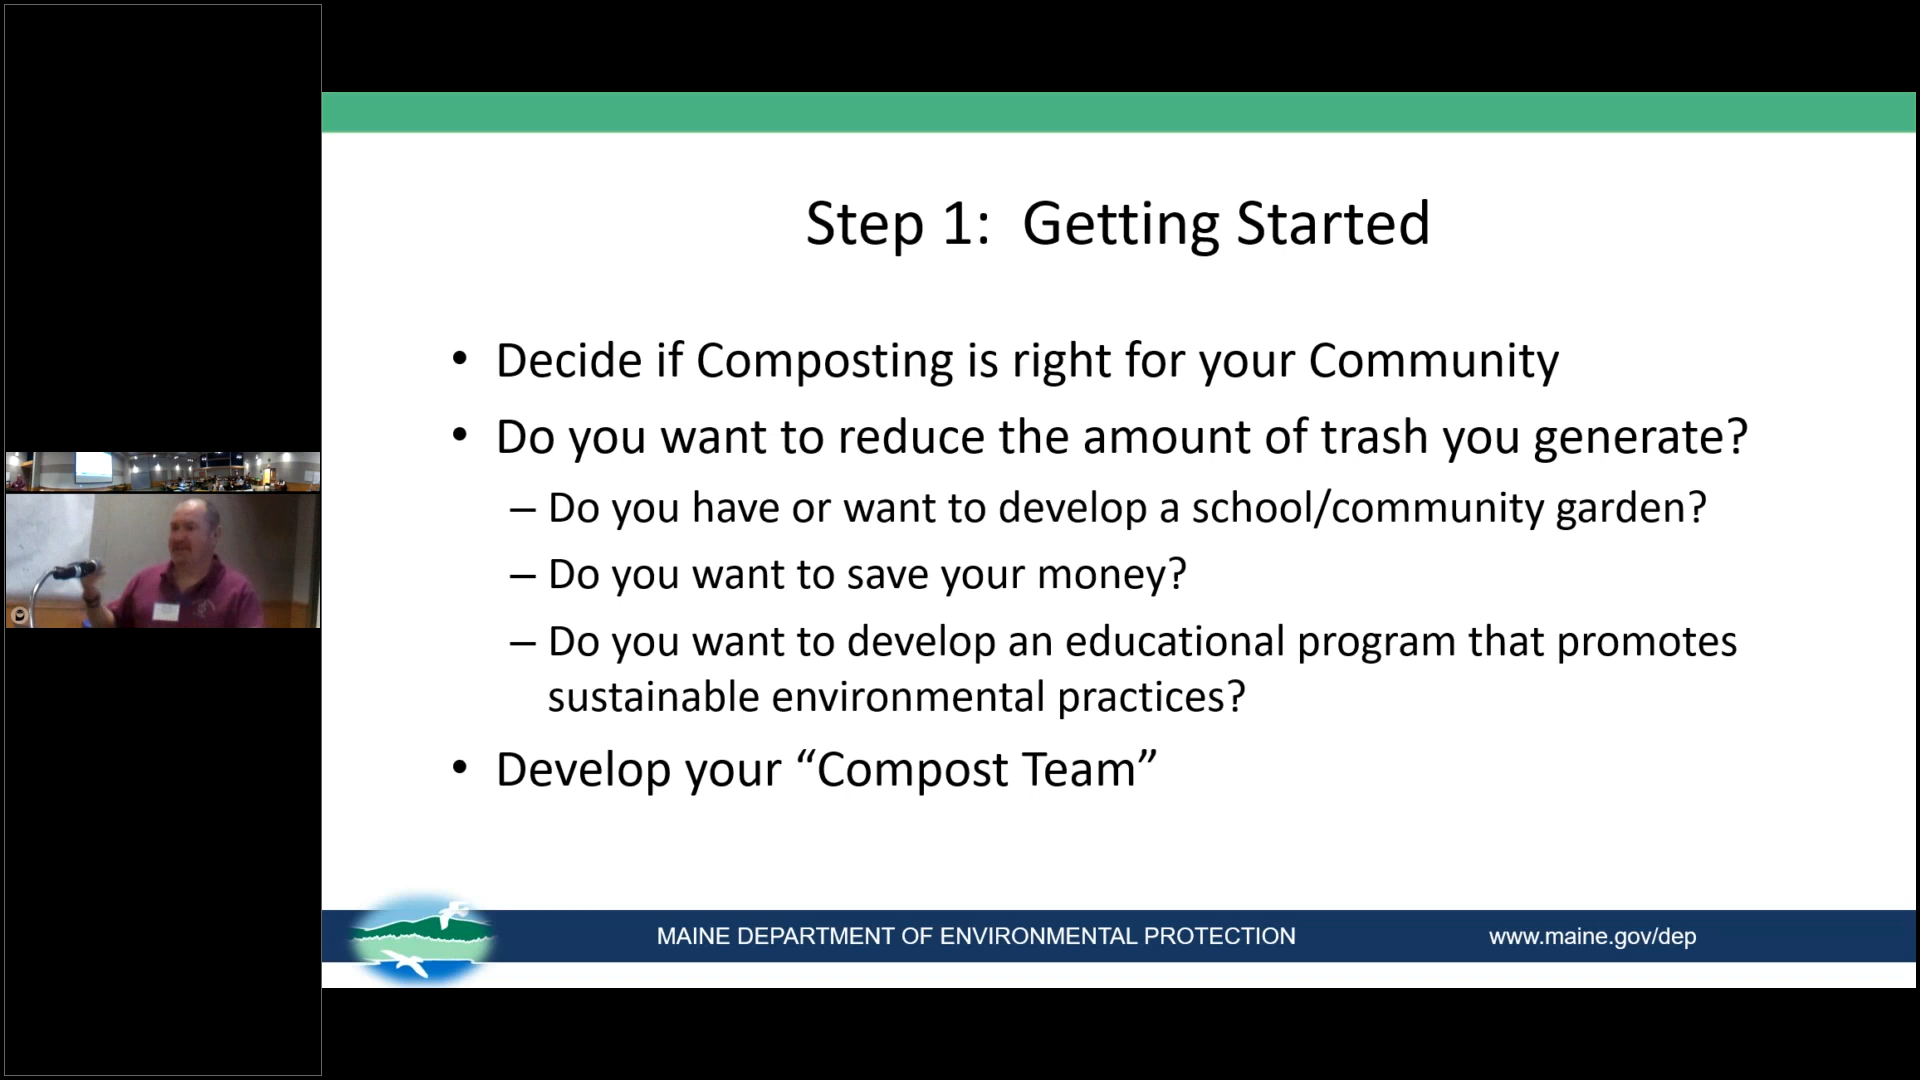 Step 1:  Getting Started
• Decide if Composting is right for your Community
• Do you want to reduce the amount of trash you generate?
– Do you have or want to develop a school/community garden?
– Do you want to save your money?
– Do you want to develop an educational program that promotes
sustainable environmental practices?
• Develop your “Compost Team”
MAINE DEPARTMENT OF ENVIRONMENTAL PROTECTION
www.maine.gov/dep